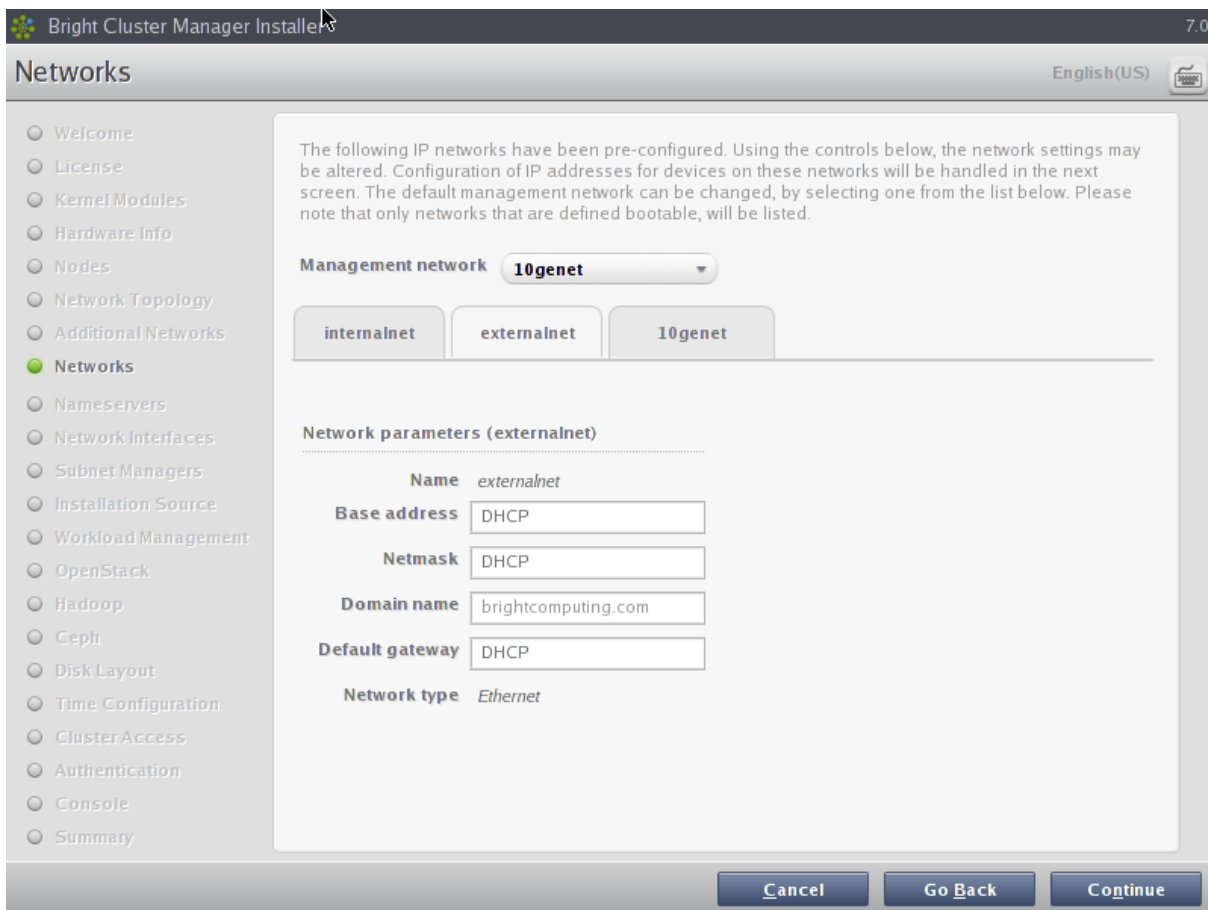 Bright Cluster Manager Installer
7.0
Networks
English(US)
Welcome
License
Kernel Modules
Hardware Info
Nodes
Network Topology
Additional Networks
Networks
Nameservers
Network Interfaces
Subnet Managers
Installation Source
Workload Management
OpenStack
Hadoop
Ceph
Disk Layout
Time Configuration
Cluster Access
Authentication
Console
Summary
The following IP networks have been pre-configured. Using the controls below, the network settings may
be altered. Configuration of IP addresses for devices on these networks will be handled in the next
screen. The default management network can be changed, by selecting one from the list below. Please
note that only networks that are defined bootable, will be listed.
Management network 10genet
internalnet externalnet 10genet
Network parameters (externalnet)
Name externalnet
Base address DHCP
Netmask DHCP
Domain name brightcomputing.com
Default gateway DHCP
Network type Ethernet
Cancel Go Back Continue